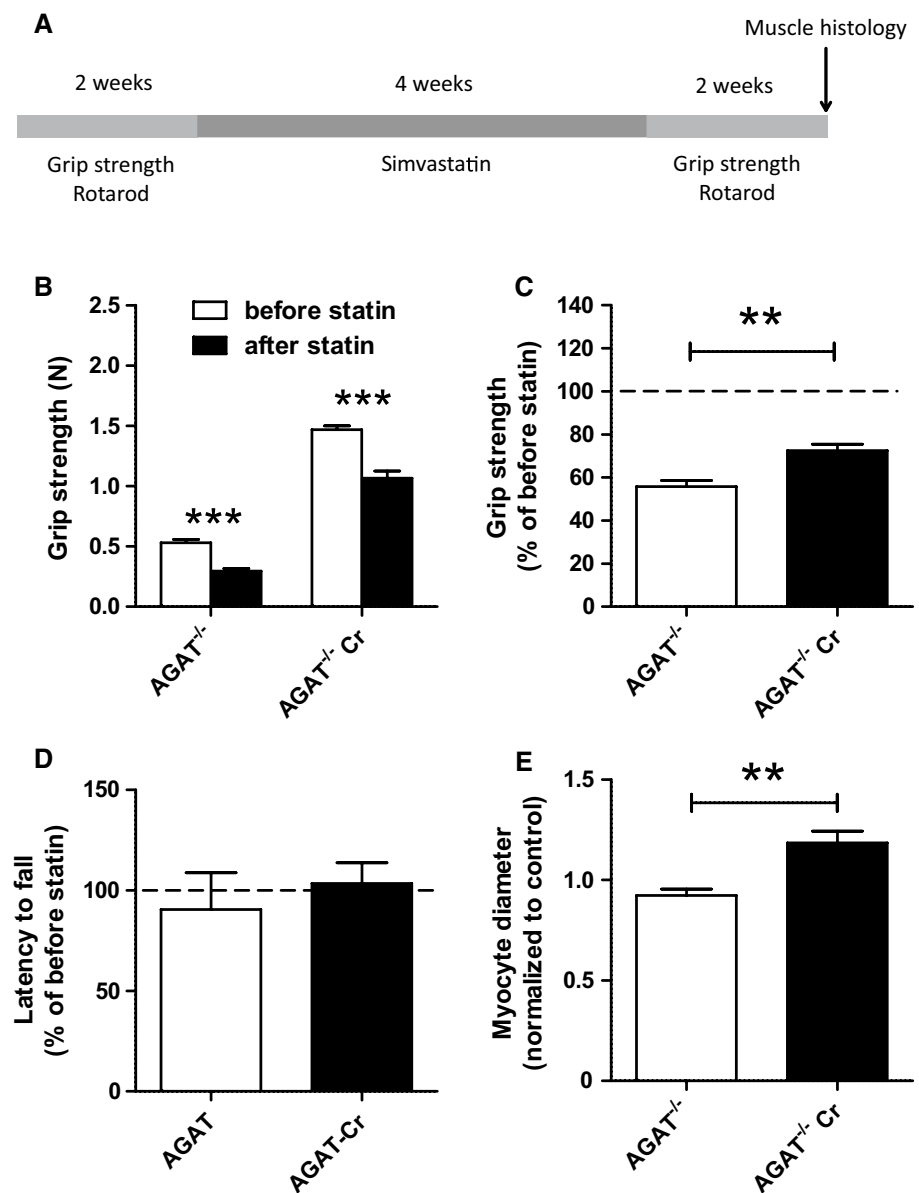 A
Muscle histology
2 weeks
4 weeks
2 weeks
Grip strength
Rotarod
Simvastatin
Grip strength
Rotarod
B
before statin
after statin
Grip strength (N)
2.5
2.0
1.5
1.0
0.5
0.0
***
***
AGAT-/-
AGAT-/- Cr
C
Grip strength
(% of before statin)
140
120
100
80
60
40
20
0
**
AGAT-/-
AGAT-/- Cr
D
Latency to fall
(% of before statin)
150
100
50
0
AGAT
AGAT-Cr
E
Myocyte diameter
(normalized to control)
1.5
1.0
0.5
0
**
AGAT-/-
AGAT-/- Cr